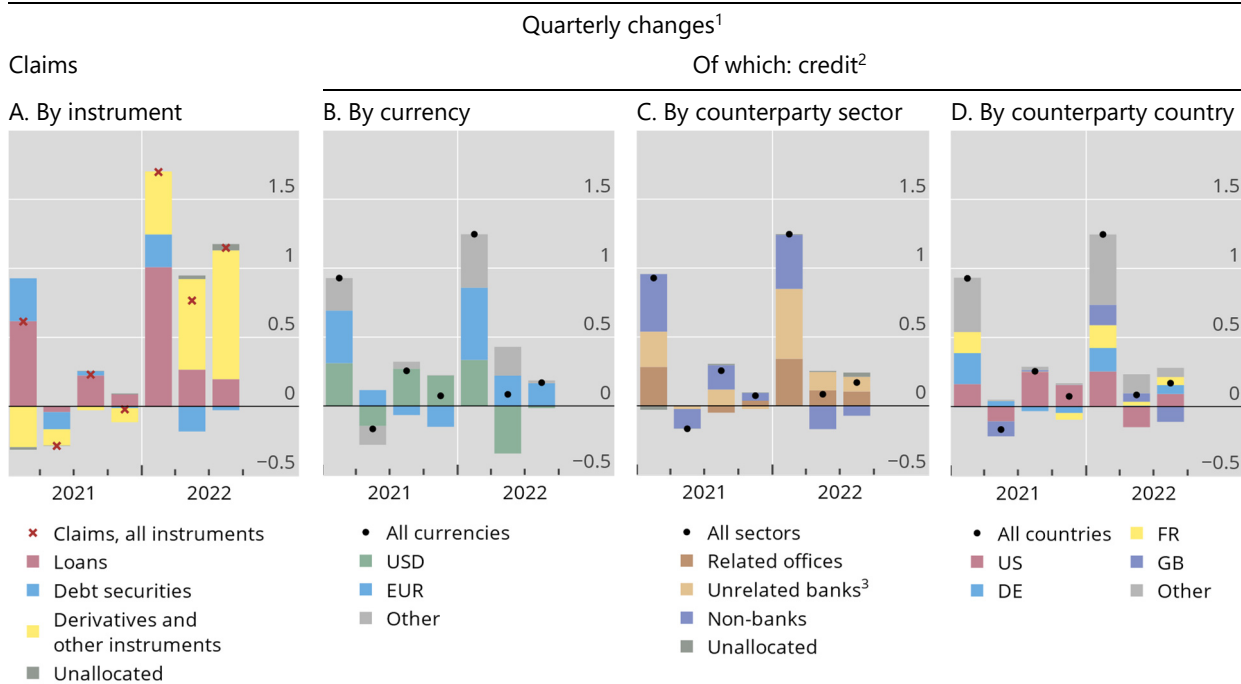 Quarterly changes1
Claims
Of which: credit2
A. By instrument
B. By currency
C. By counterparty sector
D. By counterparty country
1.5
1
0.5
0
−0.5
2021
2022
1.5
1
0.5
0
−0.5
2021
2022
1.5
1
0.5
0
−0.5
2021
2022
1.5
1
0.5
0
−0.5
2021
2022
Claims, all instruments
Loans
Debt securities
Derivatives and
other instruments
Unallocated
All currencies
USD
EUR
Other
All sectors
Related offices
Unrelated banks3
Non-banks
Unallocated
All countries
US
DE
FR
GB
Other